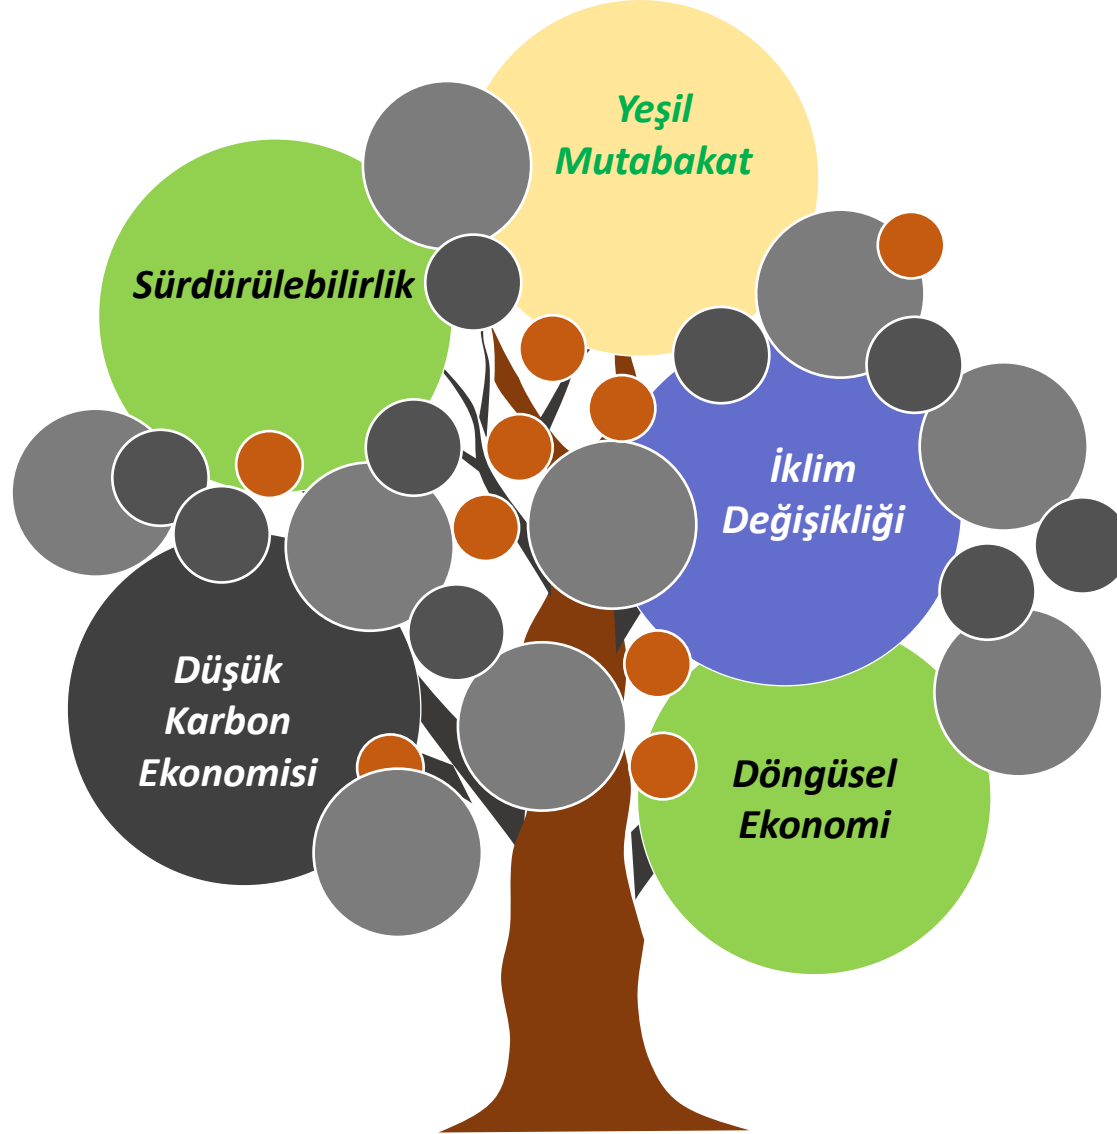 Yeşil
Mutabakat
Sürdürülebilirlik
İklim
Değişikliği
Düşük
Karbon
Ekonomisi
Döngüsel
Ekonomi